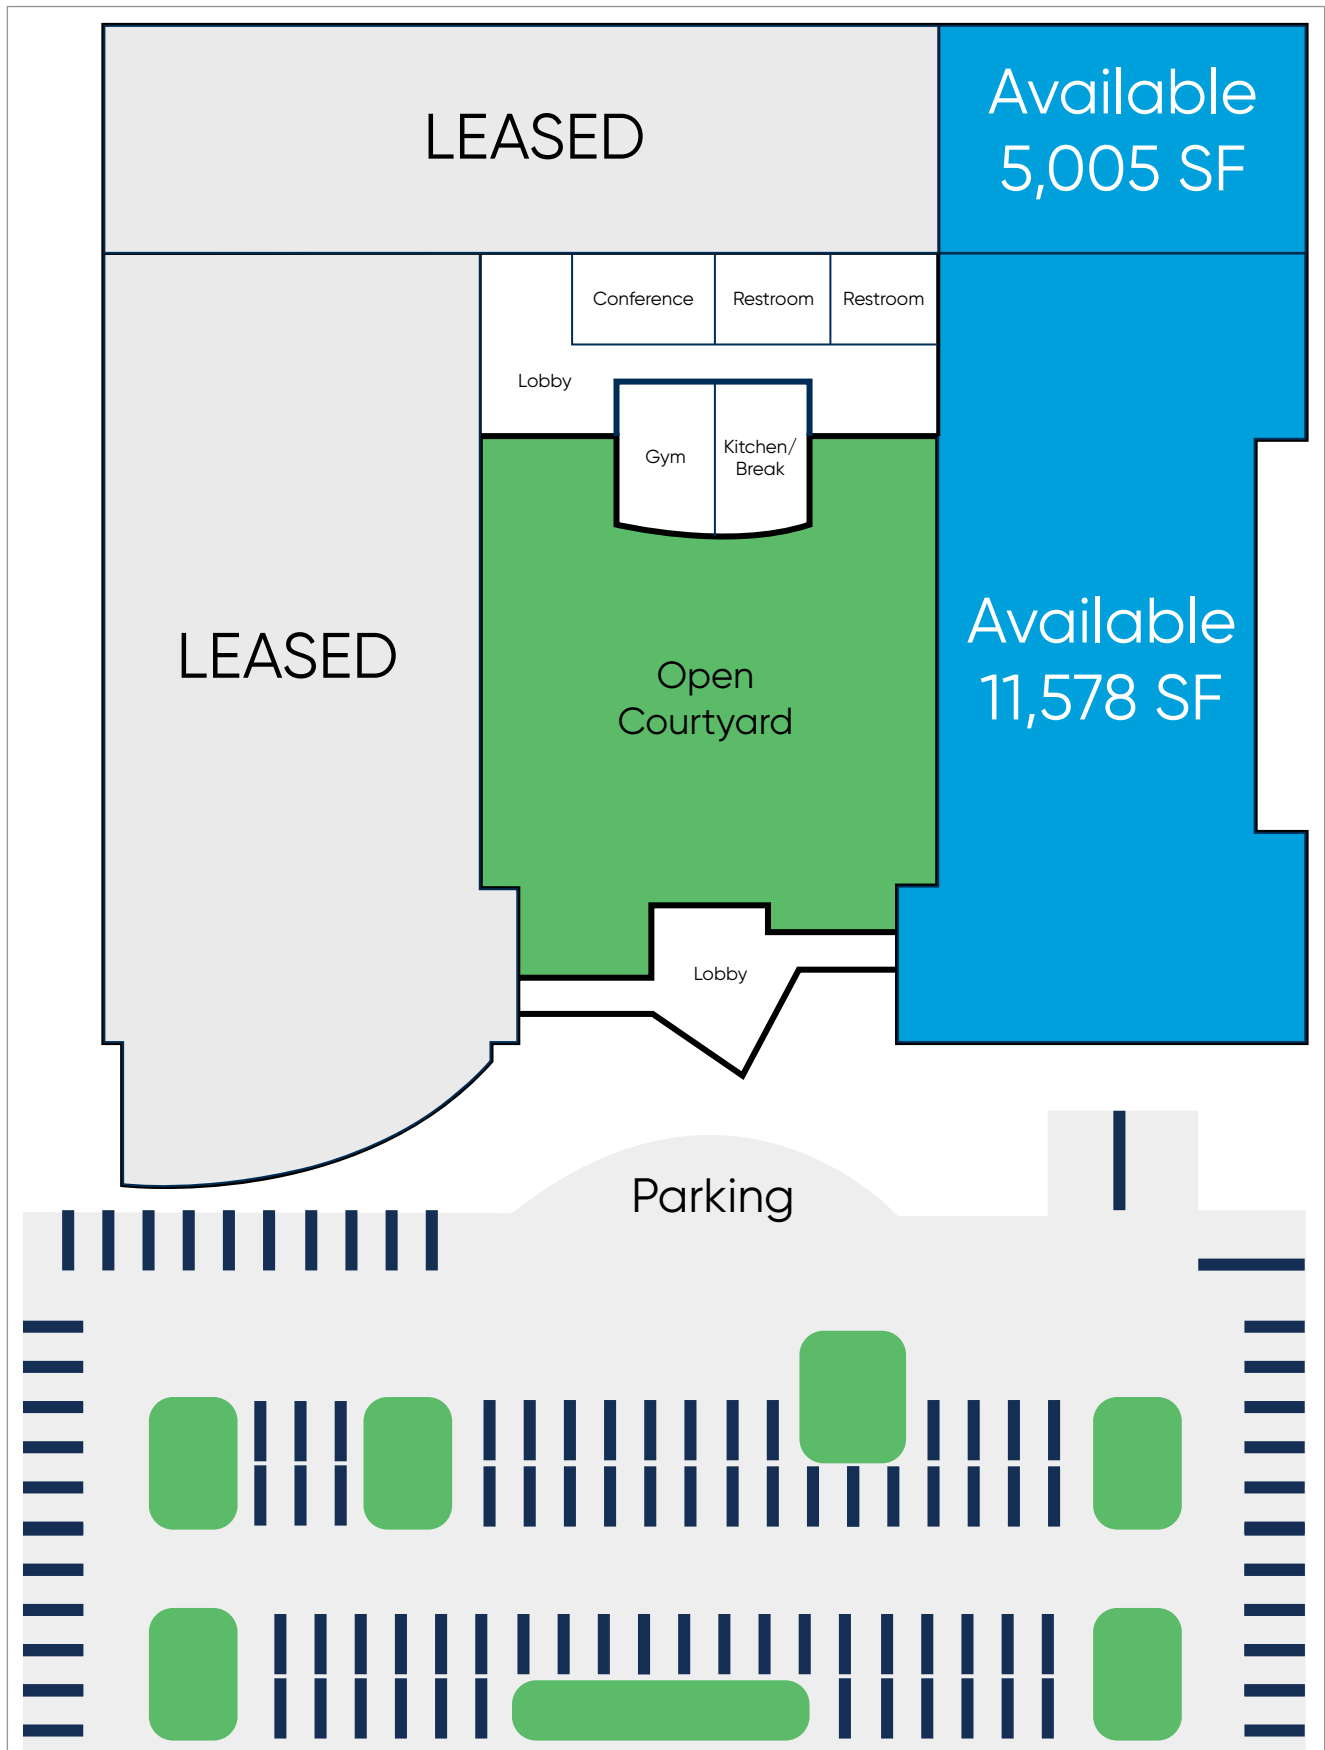 LEASED
Available
5,005 SF
Conference
Restroom
Restroom
Lobby
Gym
Kitchen/
Break
LEASED
Open
Courtyard
Available
11,578 SF
Lobby
Parking